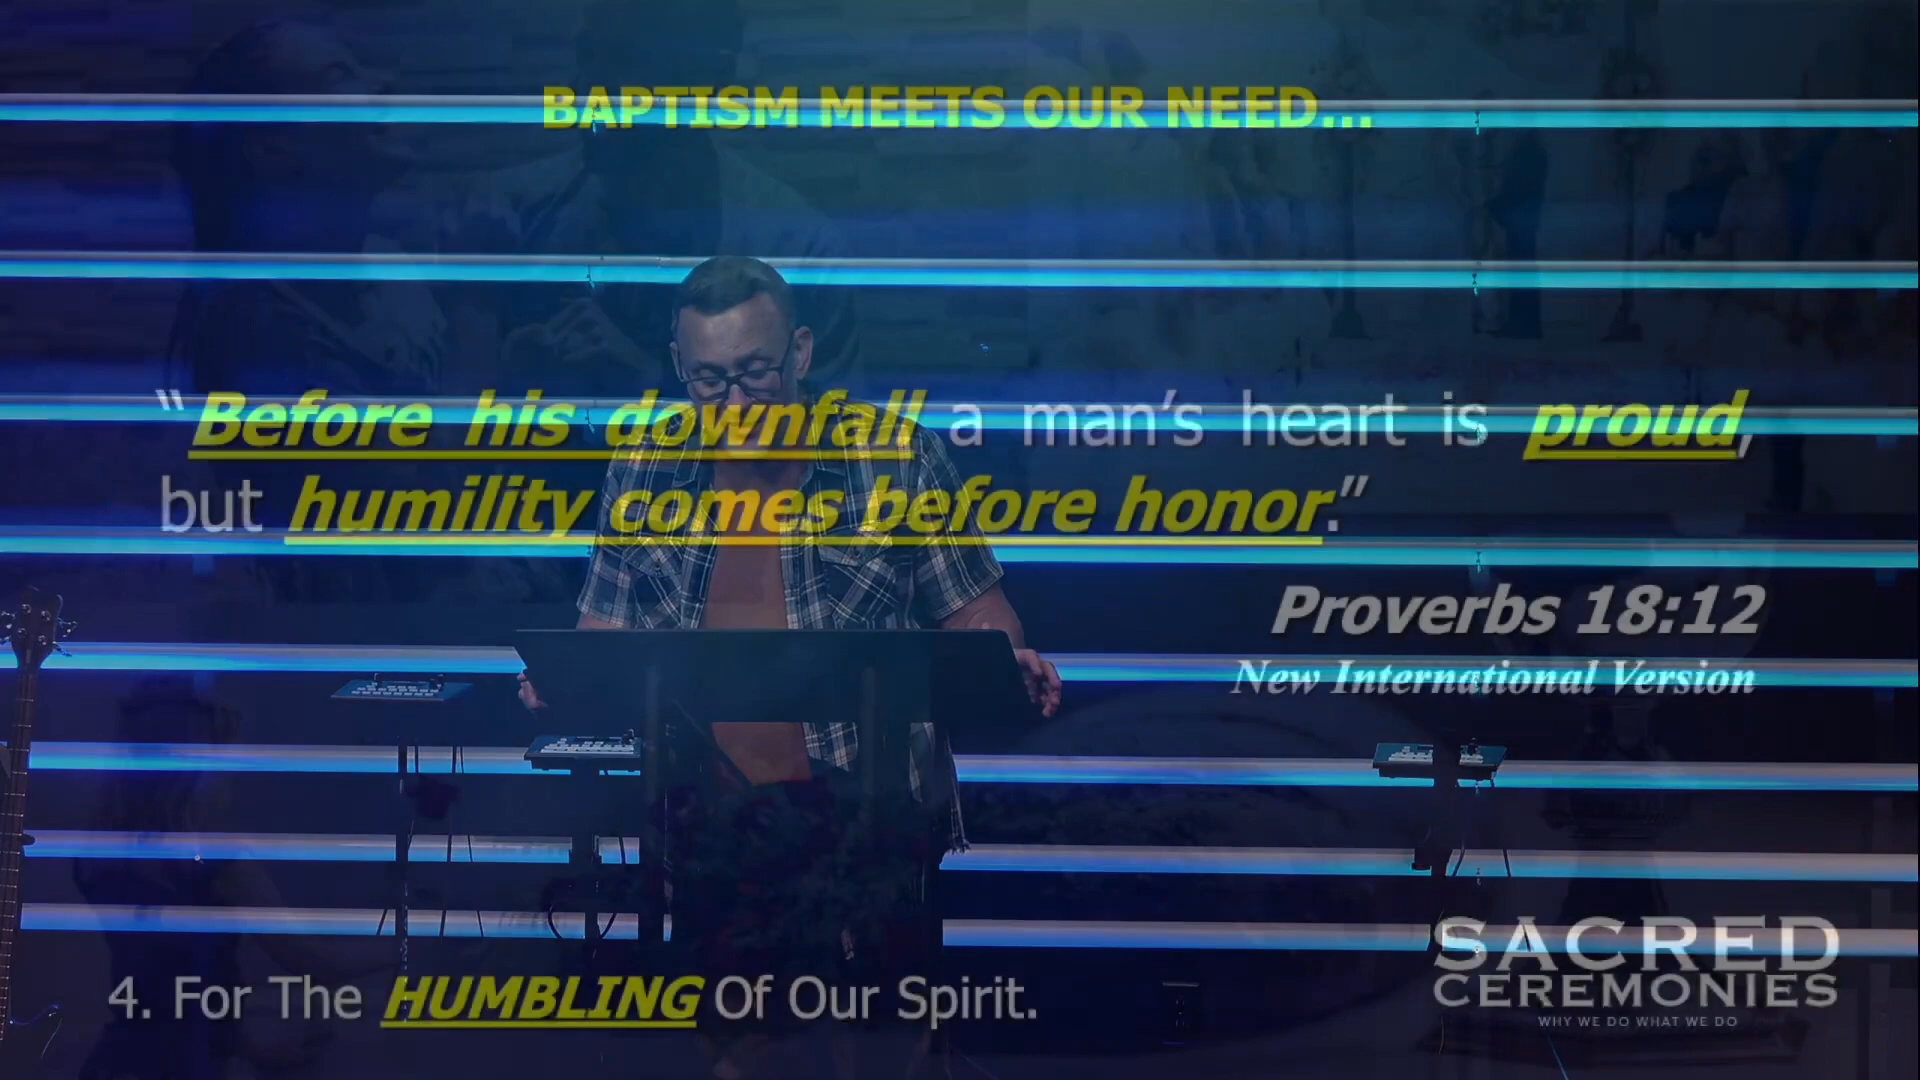 BAPTISM MEETS OUR NEED...
“Before his downfall a man’s heart is proud,
but humility comes before honor.”
Proverbs 18:12
New International Version
4. For The HUMBLING Of Our Spirit.
SACRED
CEREMONIES
WHY WE DO WHAT WE DO